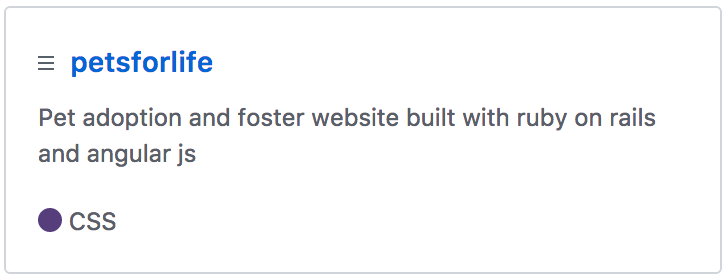 petsforlife
Pet adoption and foster website built with ruby on rails
and angular js
CSS